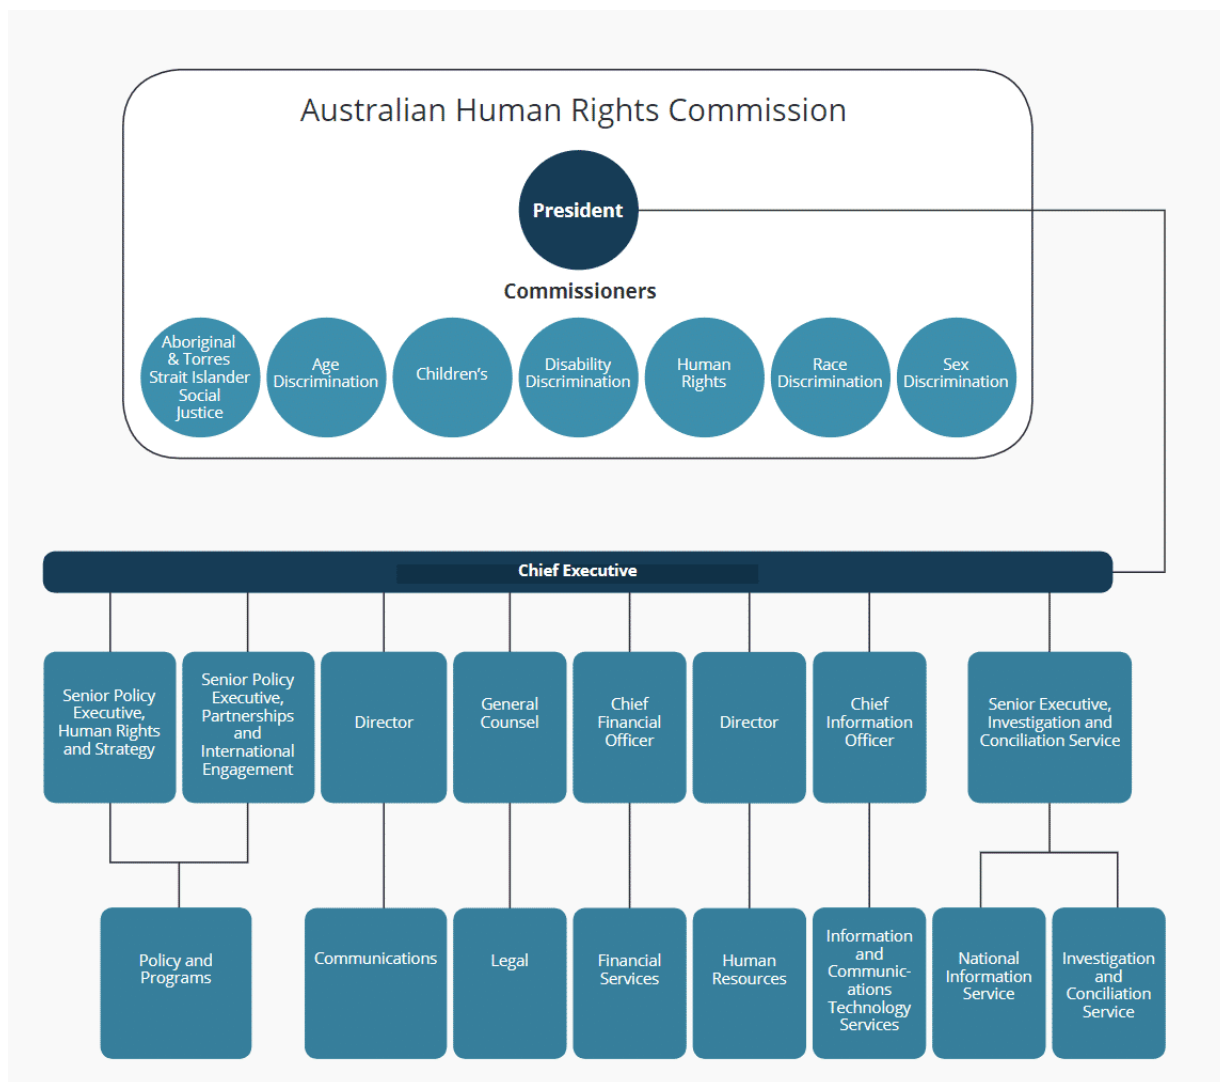 Australian Human Rights Commission
President
Commissioners
Aboriginal
& Torres
Strait Islander
Social
Justice
Age
Discrimination
Children's
Disability
Discrimination
Human
Rights
Race
Discrimination
Sex
Discrimination
Chief Executive
Senior Policy
Executive,
Human Rights
and Strategy
Senior Policy
Executive,
Partnerships
and
International
Engagement
Director
General
Counsel
Chief
Financial
Officer
Director
Chief
Information
Officer
Senior Executive,
Investigation and
Conciliation Service
Policy and
Programs
Communications
Legal
Financial
Services
Human
Resources
Information
and
Communic-
ations
Technology
Services
National
Information
Service
Investigation
and
Conciliation
Service